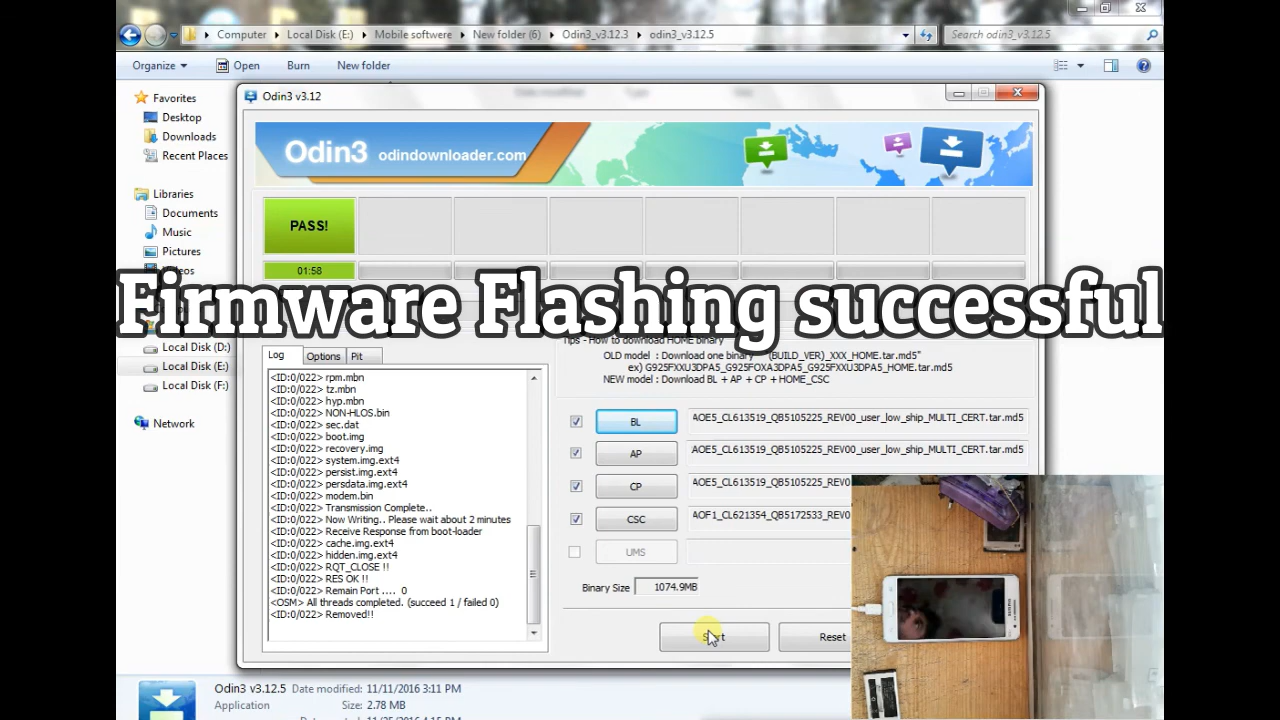 Computer
Local Disk (E:)
Mobile softwere
New folder (6)
Odin3_v3.12.3
odin3_v3.12.5
Search odin3_v3.12.5
Organize
Open
Burn
New folder
Favorites
Desktop
Downloads
Recent Places
Libraries
Documents
Music
Pictures
Local Disk (D:)
Local Disk (E:)
Local Disk (F:)
Network
Odin3 v3.12
Odin3 odindownloader.com
PASS!
01:58
Firmware Flashing successful
Tips - How to download HOME binary
OLD model : Download one binary (BUILD_VER)_XXX_HOME.tar.md5"
ex) G925FXXU3DPA5_G925FOXA3DPA5_G925FXXU3DPA5_HOME.tar.md5
NEW model : Download BL + AP + CP + HOME_CSC
Log
Options
Pit
<ID:0/022> rpm.mbn
<ID:0/022> tz.mbn
<ID:0/022> hyp.mbn
<ID:0/022> NON-HLOS.bin
<ID:0/022> sec.dat
<ID:0/022> boot.img
<ID:0/022> recovery.img
<ID:0/022> system.img.ext4
<ID:0/022> persist.img.ext4
<ID:0/022> persdata.img.ext4
<ID:0/022> modem.bin
<ID:0/022> Transmission Complete..
<ID:0/022> Now Writing.. Please wait about 2 minutes
<ID:0/022> Receive Response from boot-loader
<ID:0/022> cache.img.ext4
<ID:0/022> hidden.img.ext4
<ID:0/022> RQT_CLOSE !!
<ID:0/022> RES OK !!
<ID:0/022> Remain Port .... 0
<OSM> All threads completed. (succeed 1 / failed 0)
<ID:0/022> Removed!!
BL
AOE5_CL613519_QB5105225_REV00_user_low_ship_MULTI_CERT.tar.md5
AP
AOE5_CL613519_QB5105225_REV00_user_low_ship_MULTI_CERT.tar.md5
CP
AOE5_CL613519_QB5105225_REV0
CSC
AOF1_CL621354_QB5172533_REV0
UMS
Binary Size
1074.9MB
Start
Reset
Odin3 v3.12.5
Date modified: 11/11/2016 3:11 PM
Application
Size: 2.78 MB
SAMSUNG